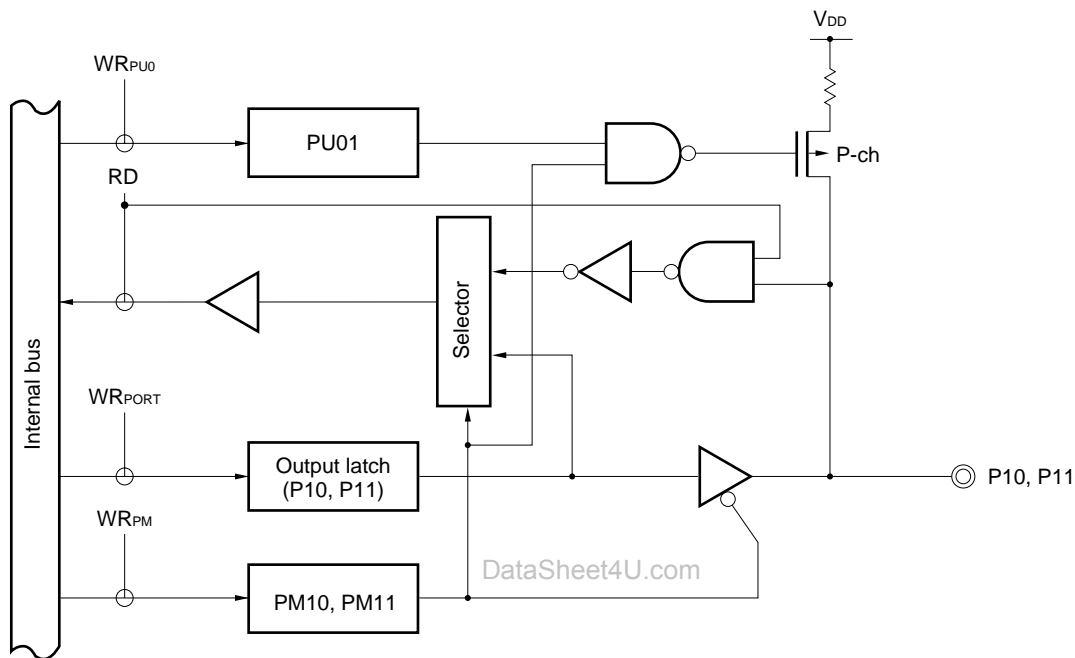 VDD
WRPU0
PU01
P-ch
RD
Selector
Internal bus
WRPORT
Output latch
(P10, P11)
P10, P11
WRPM
DataSheet4U.com
PM10, PM11